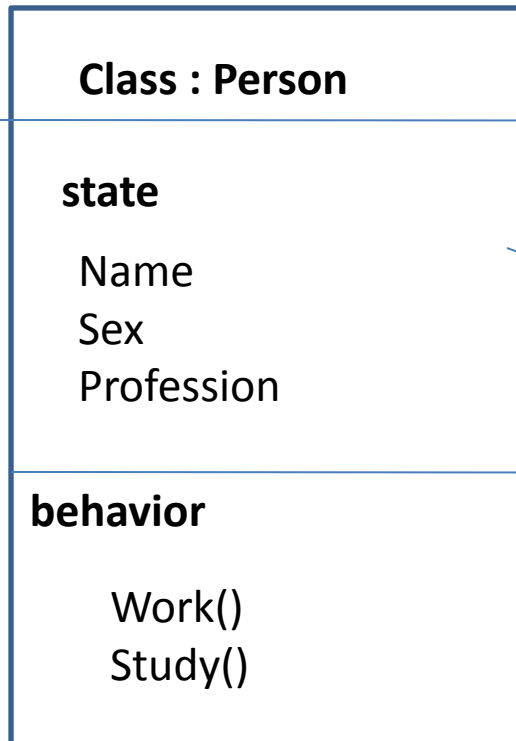 Class : Person
state
Name
Sex
Profession
behavior
Work()
Study()